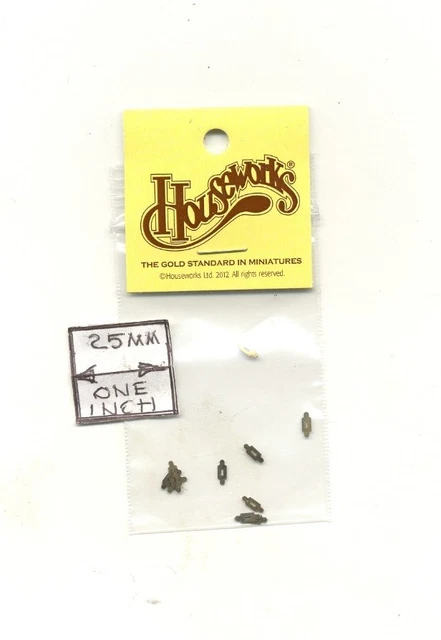 Houseworks®
THE GOLD STANDARD IN MINIATURES
©Houseworks Ltd. 2012 All rights reserved.
25MM
ONE
INCH